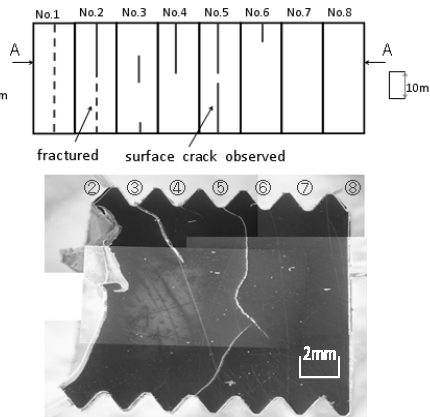 No.1 No.2 No.3 No.4 No.5 No.6 No.7 No.8
A A
m
10m
fractured surface crack observed
② ③ ④ ⑤ ⑥ ⑦ ⑧
2mm